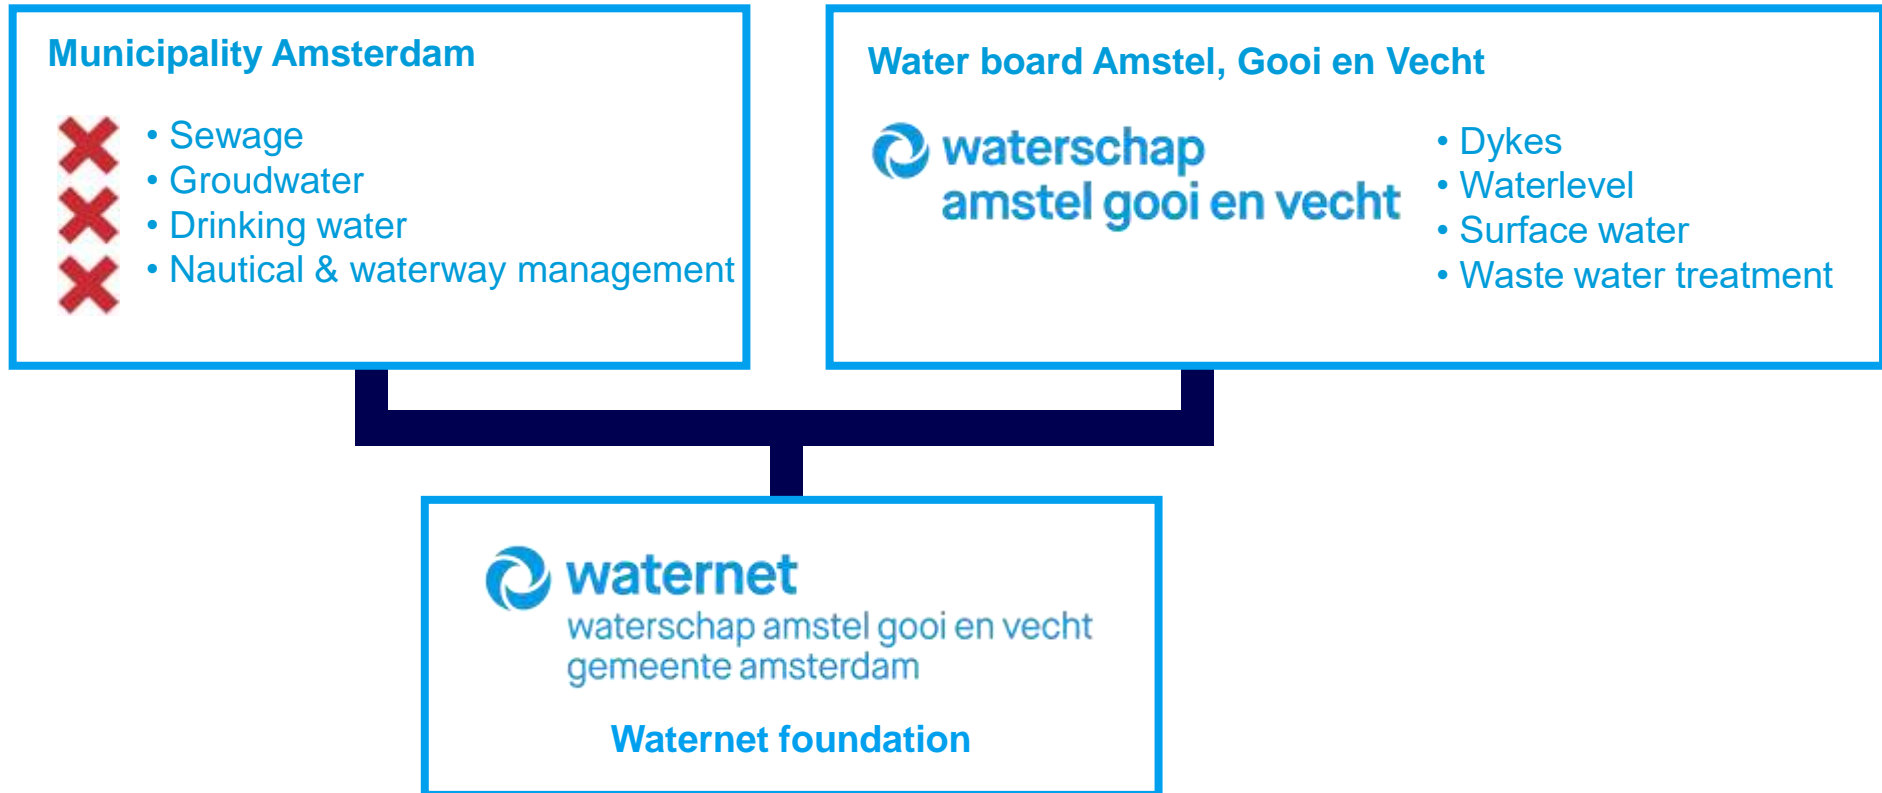 Municipality Amsterdam
• Sewage
• Groudwater
• Drinking water
• Nautical & waterway management
Water board Amstel, Gooi en Vecht
waterschap
amstel gooi en vecht
• Dykes
• Waterlevel
• Surface water
• Waste water treatment
waternet
waterschap amstel gooi en vecht
gemeente amsterdam
Waternet foundation